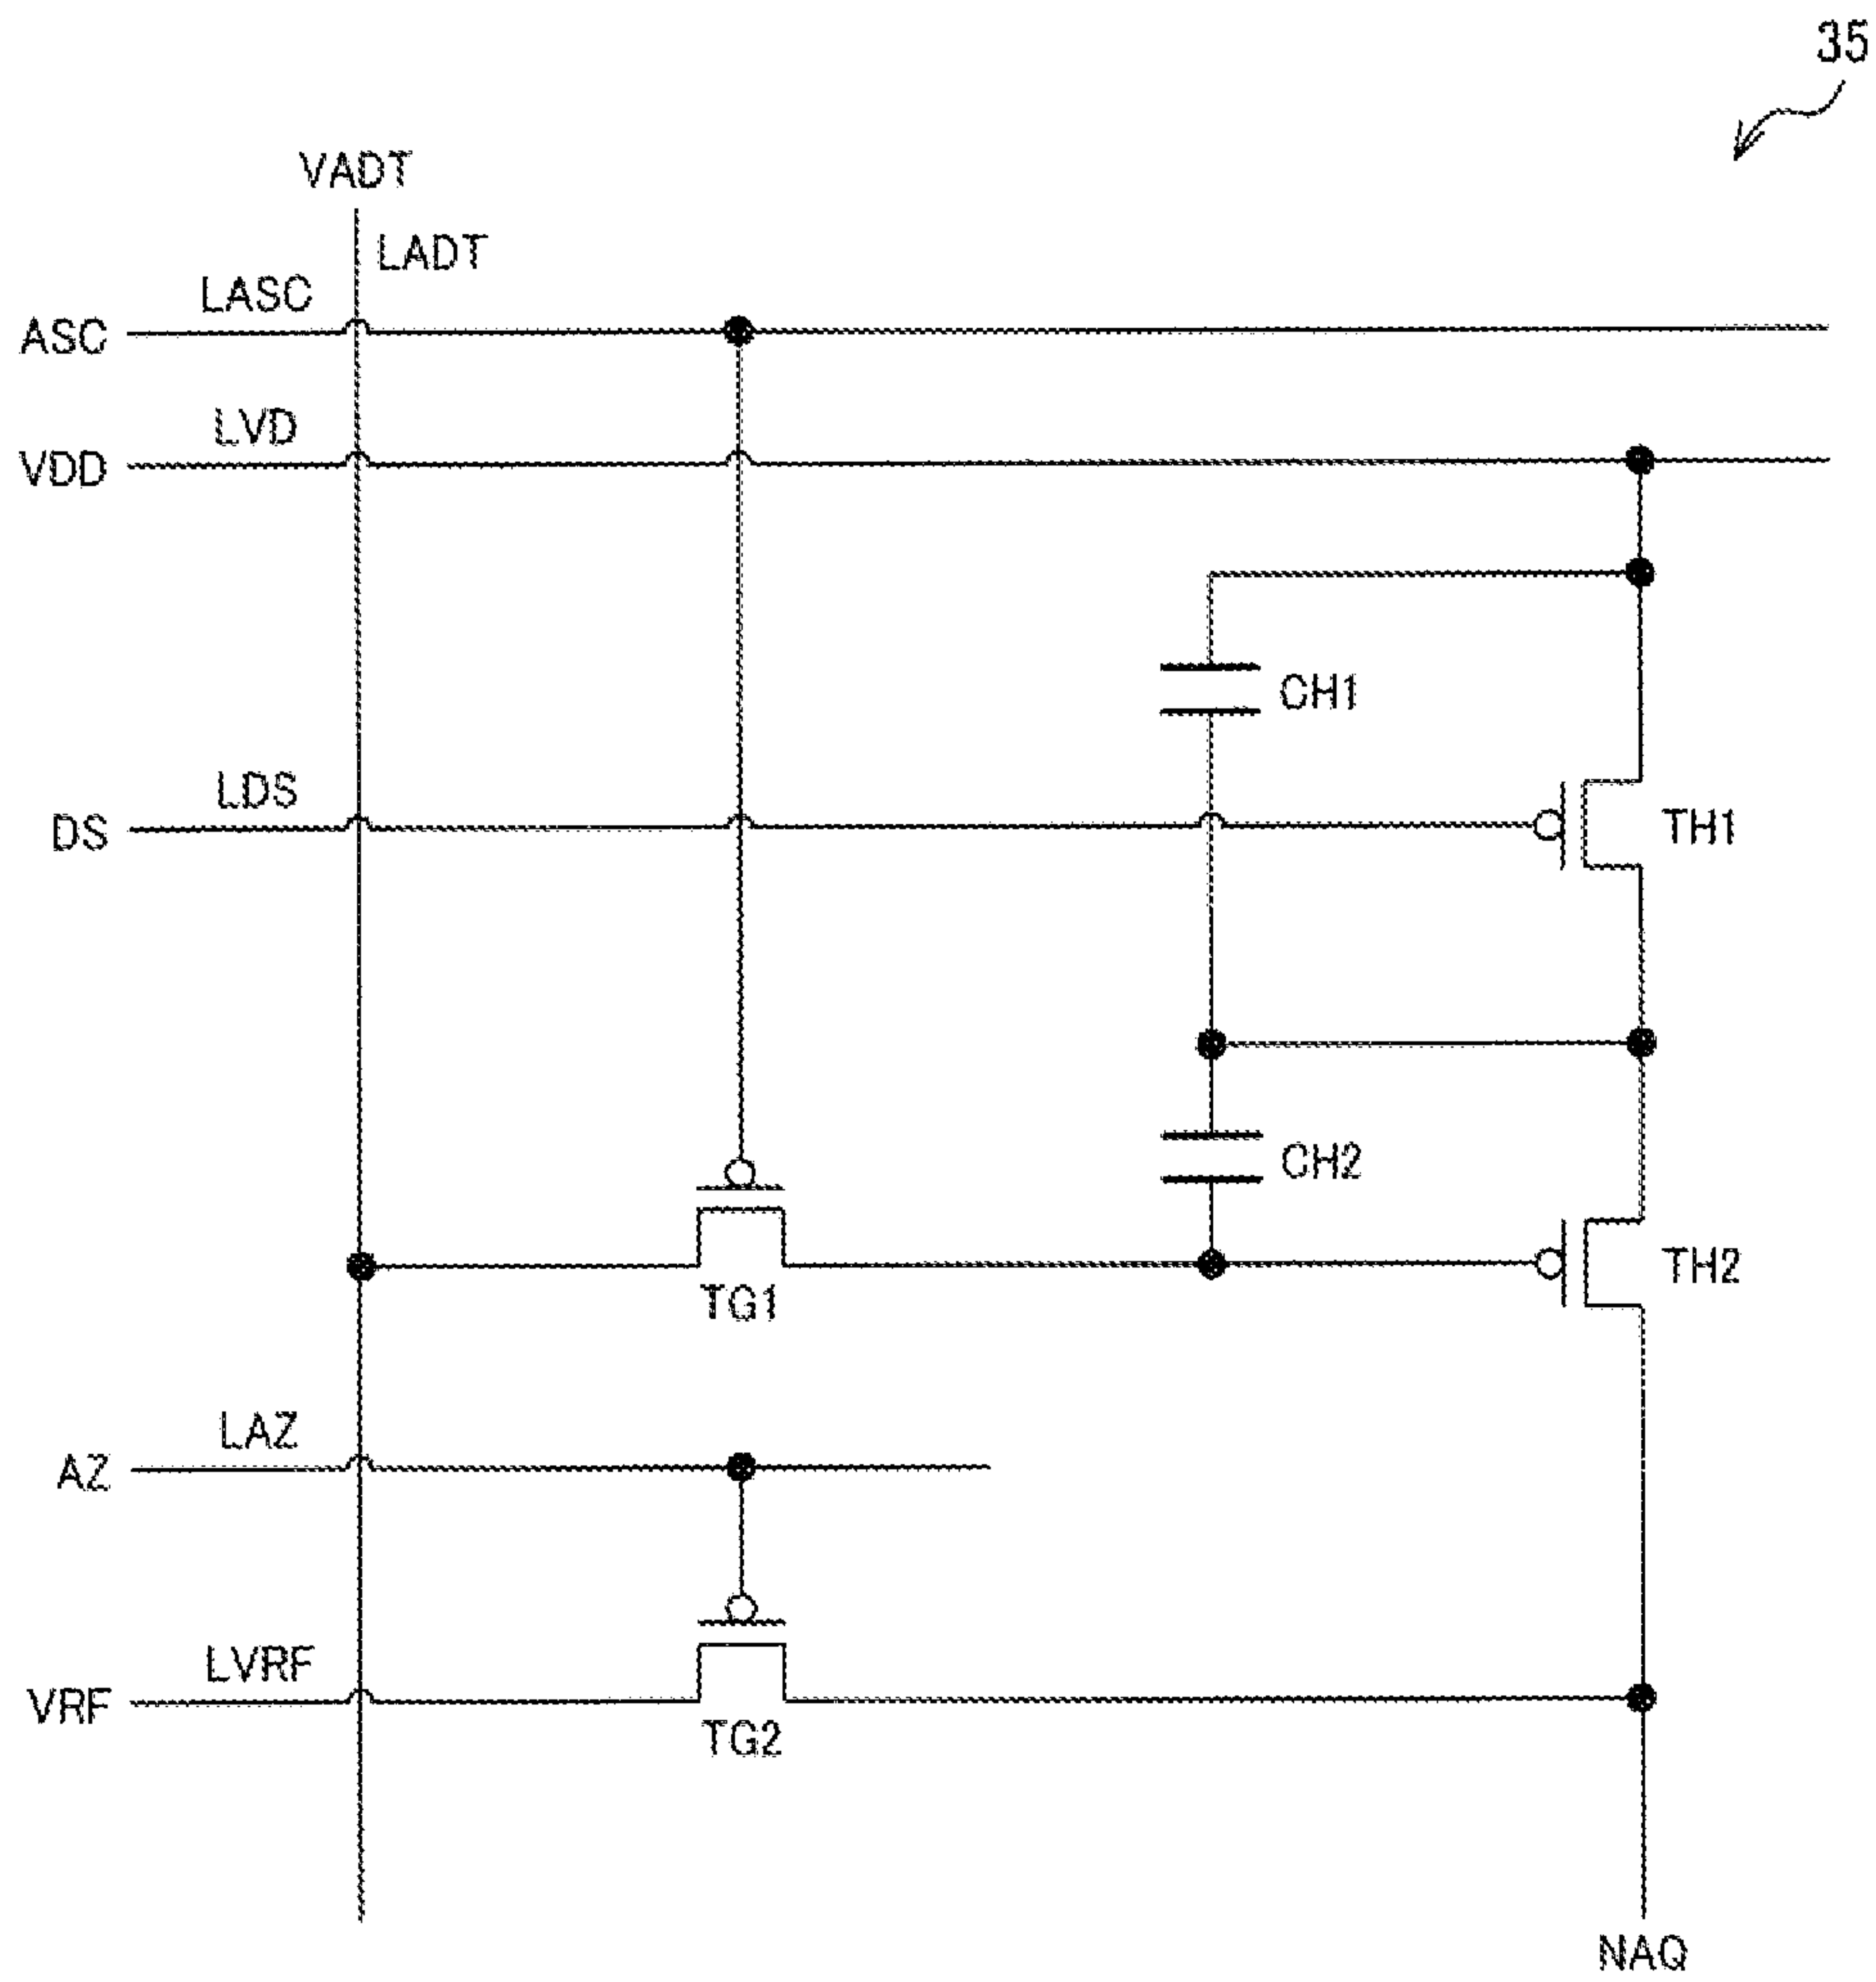 35
VADT
LADT
LASC
ASC
LVD
VDD
CH1
LDS
DS
TH1
CH2
TH2
TG1
LAZ
AZ
LVRF
VRF
TG2
NAQ